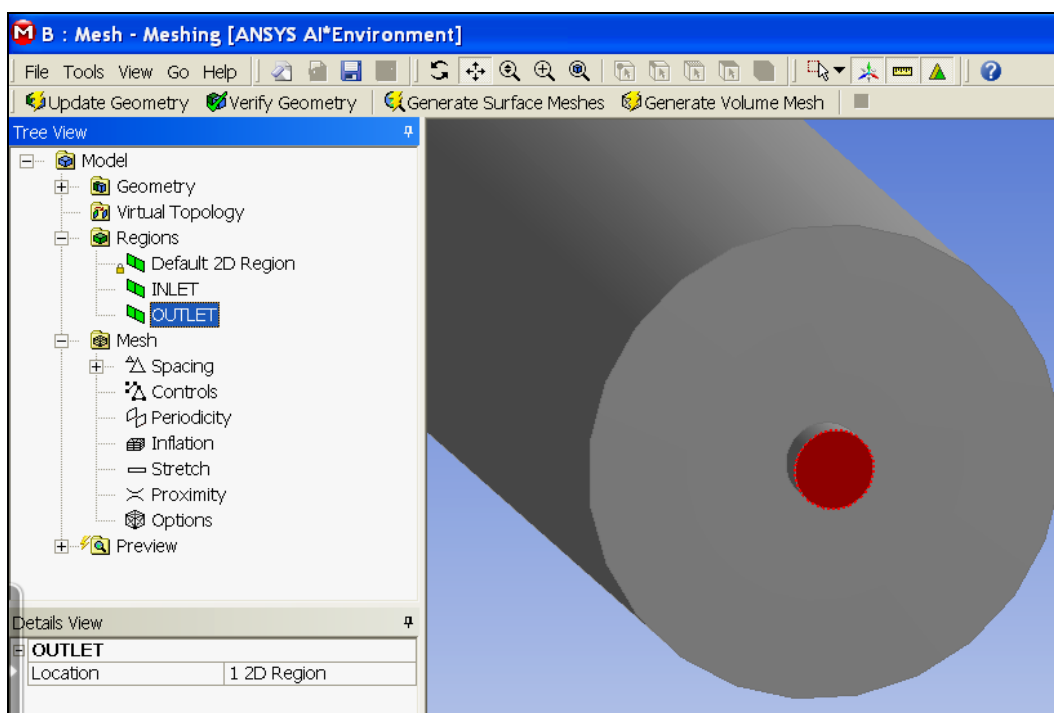 B : Mesh - Meshing [ANSYS AI*Environment]
File Tools View Go Help
Update Geometry Verify Geometry Generate Surface Meshes Generate Volume Mesh
Tree View
Model
Geometry
Virtual Topology
Regions
Default 2D Region
INLET
OUTLET
Mesh
Spacing
Controls
Periodicity
Inflation
Stretch
Proximity
Options
Preview
Details View
OUTLET
Location 1 2D Region